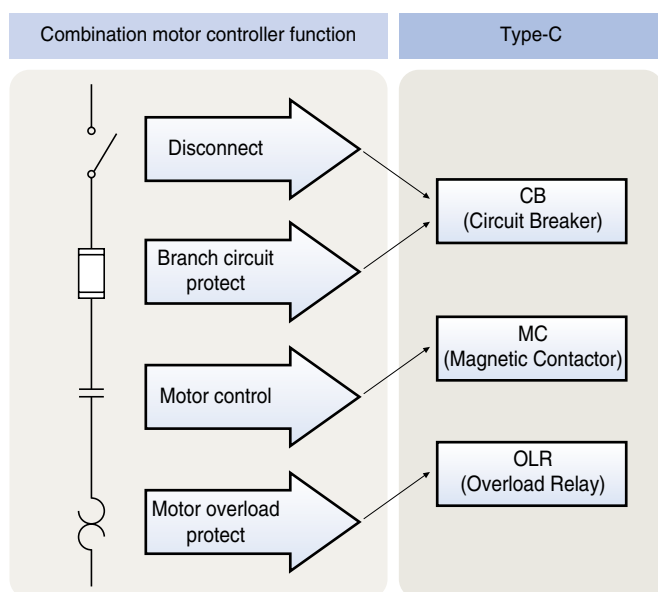 Combination motor controller function
Type-C
Disconnect
Branch circuit
protect
Motor control
Motor overload
protect
CB
(Circuit Breaker)
MC
(Magnetic Contactor)
OLR
(Overload Relay)